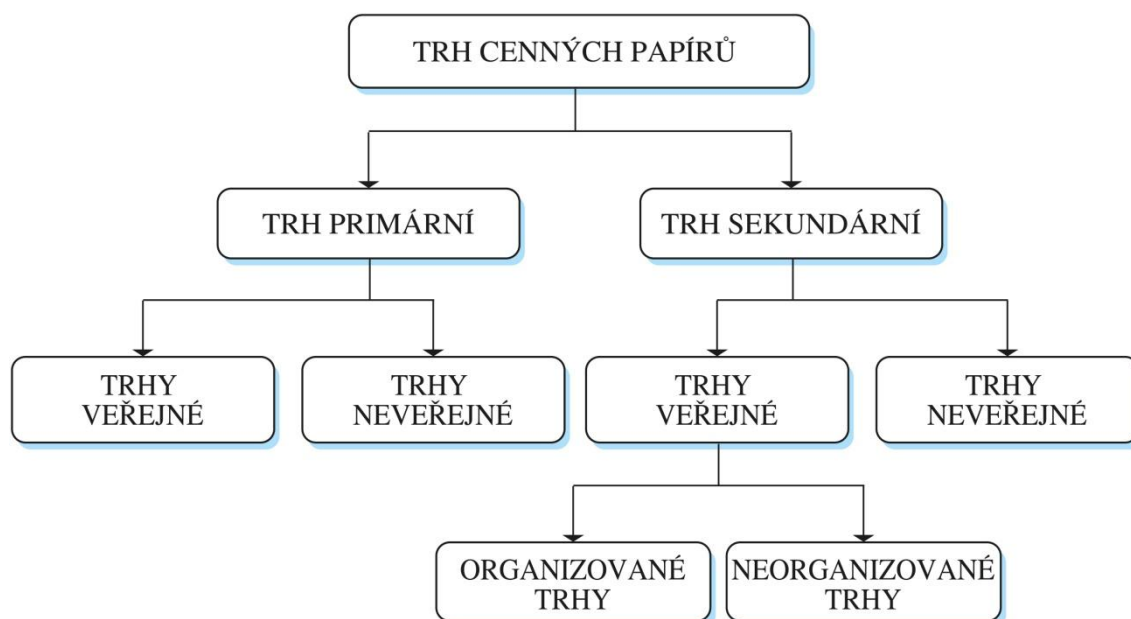 TRH CENNÝCH PAPÍRŮ
TRH PRIMÁRNÍ
TRH SEKUNDÁRNÍ
TRHY
VEŘEJNÉ
TRHY
NEVEŘEJNÉ
TRHY
VEŘEJNÉ
TRHY
NEVEŘEJNÉ
ORGANIZOVANÉ
TRHY
NEORGANIZOVANÉ
TRHY